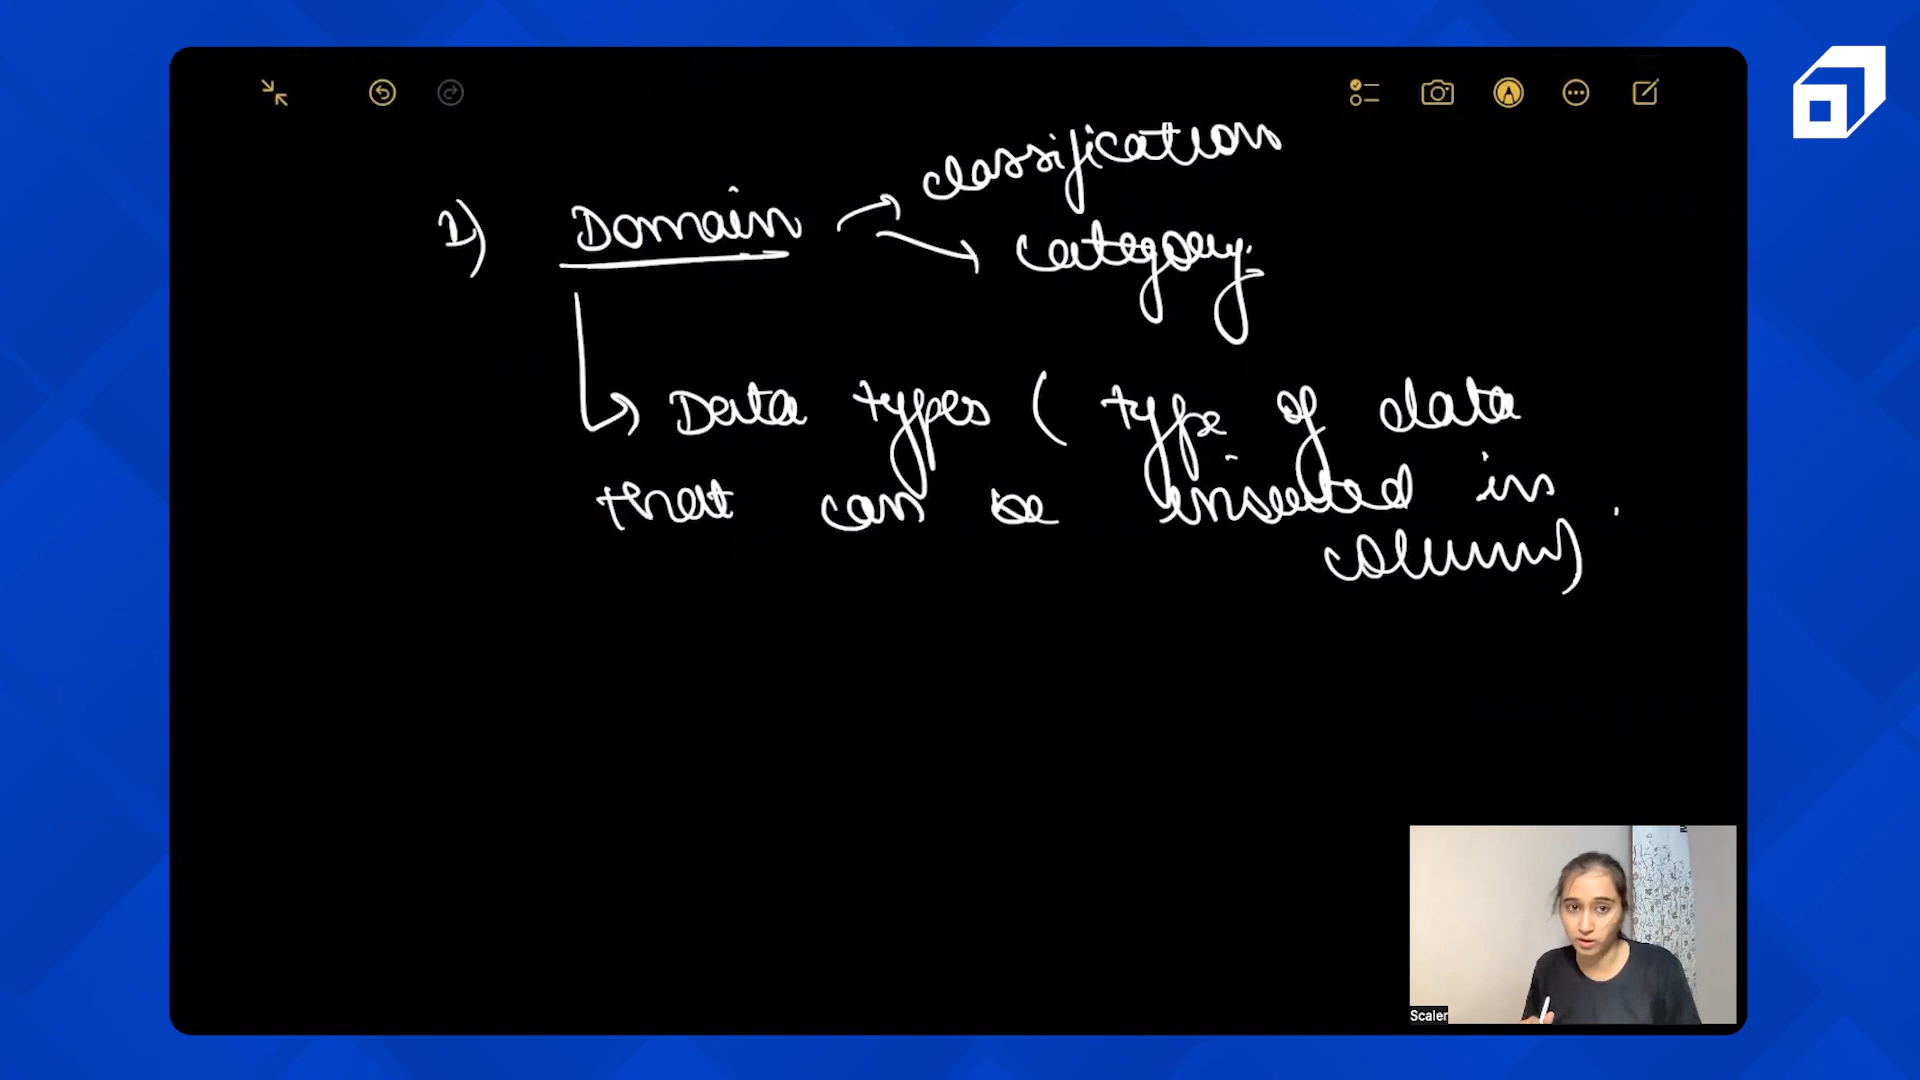 classification
1) Domain
category.
Data types ( type of data
that can be inserted in
column)
Scaler